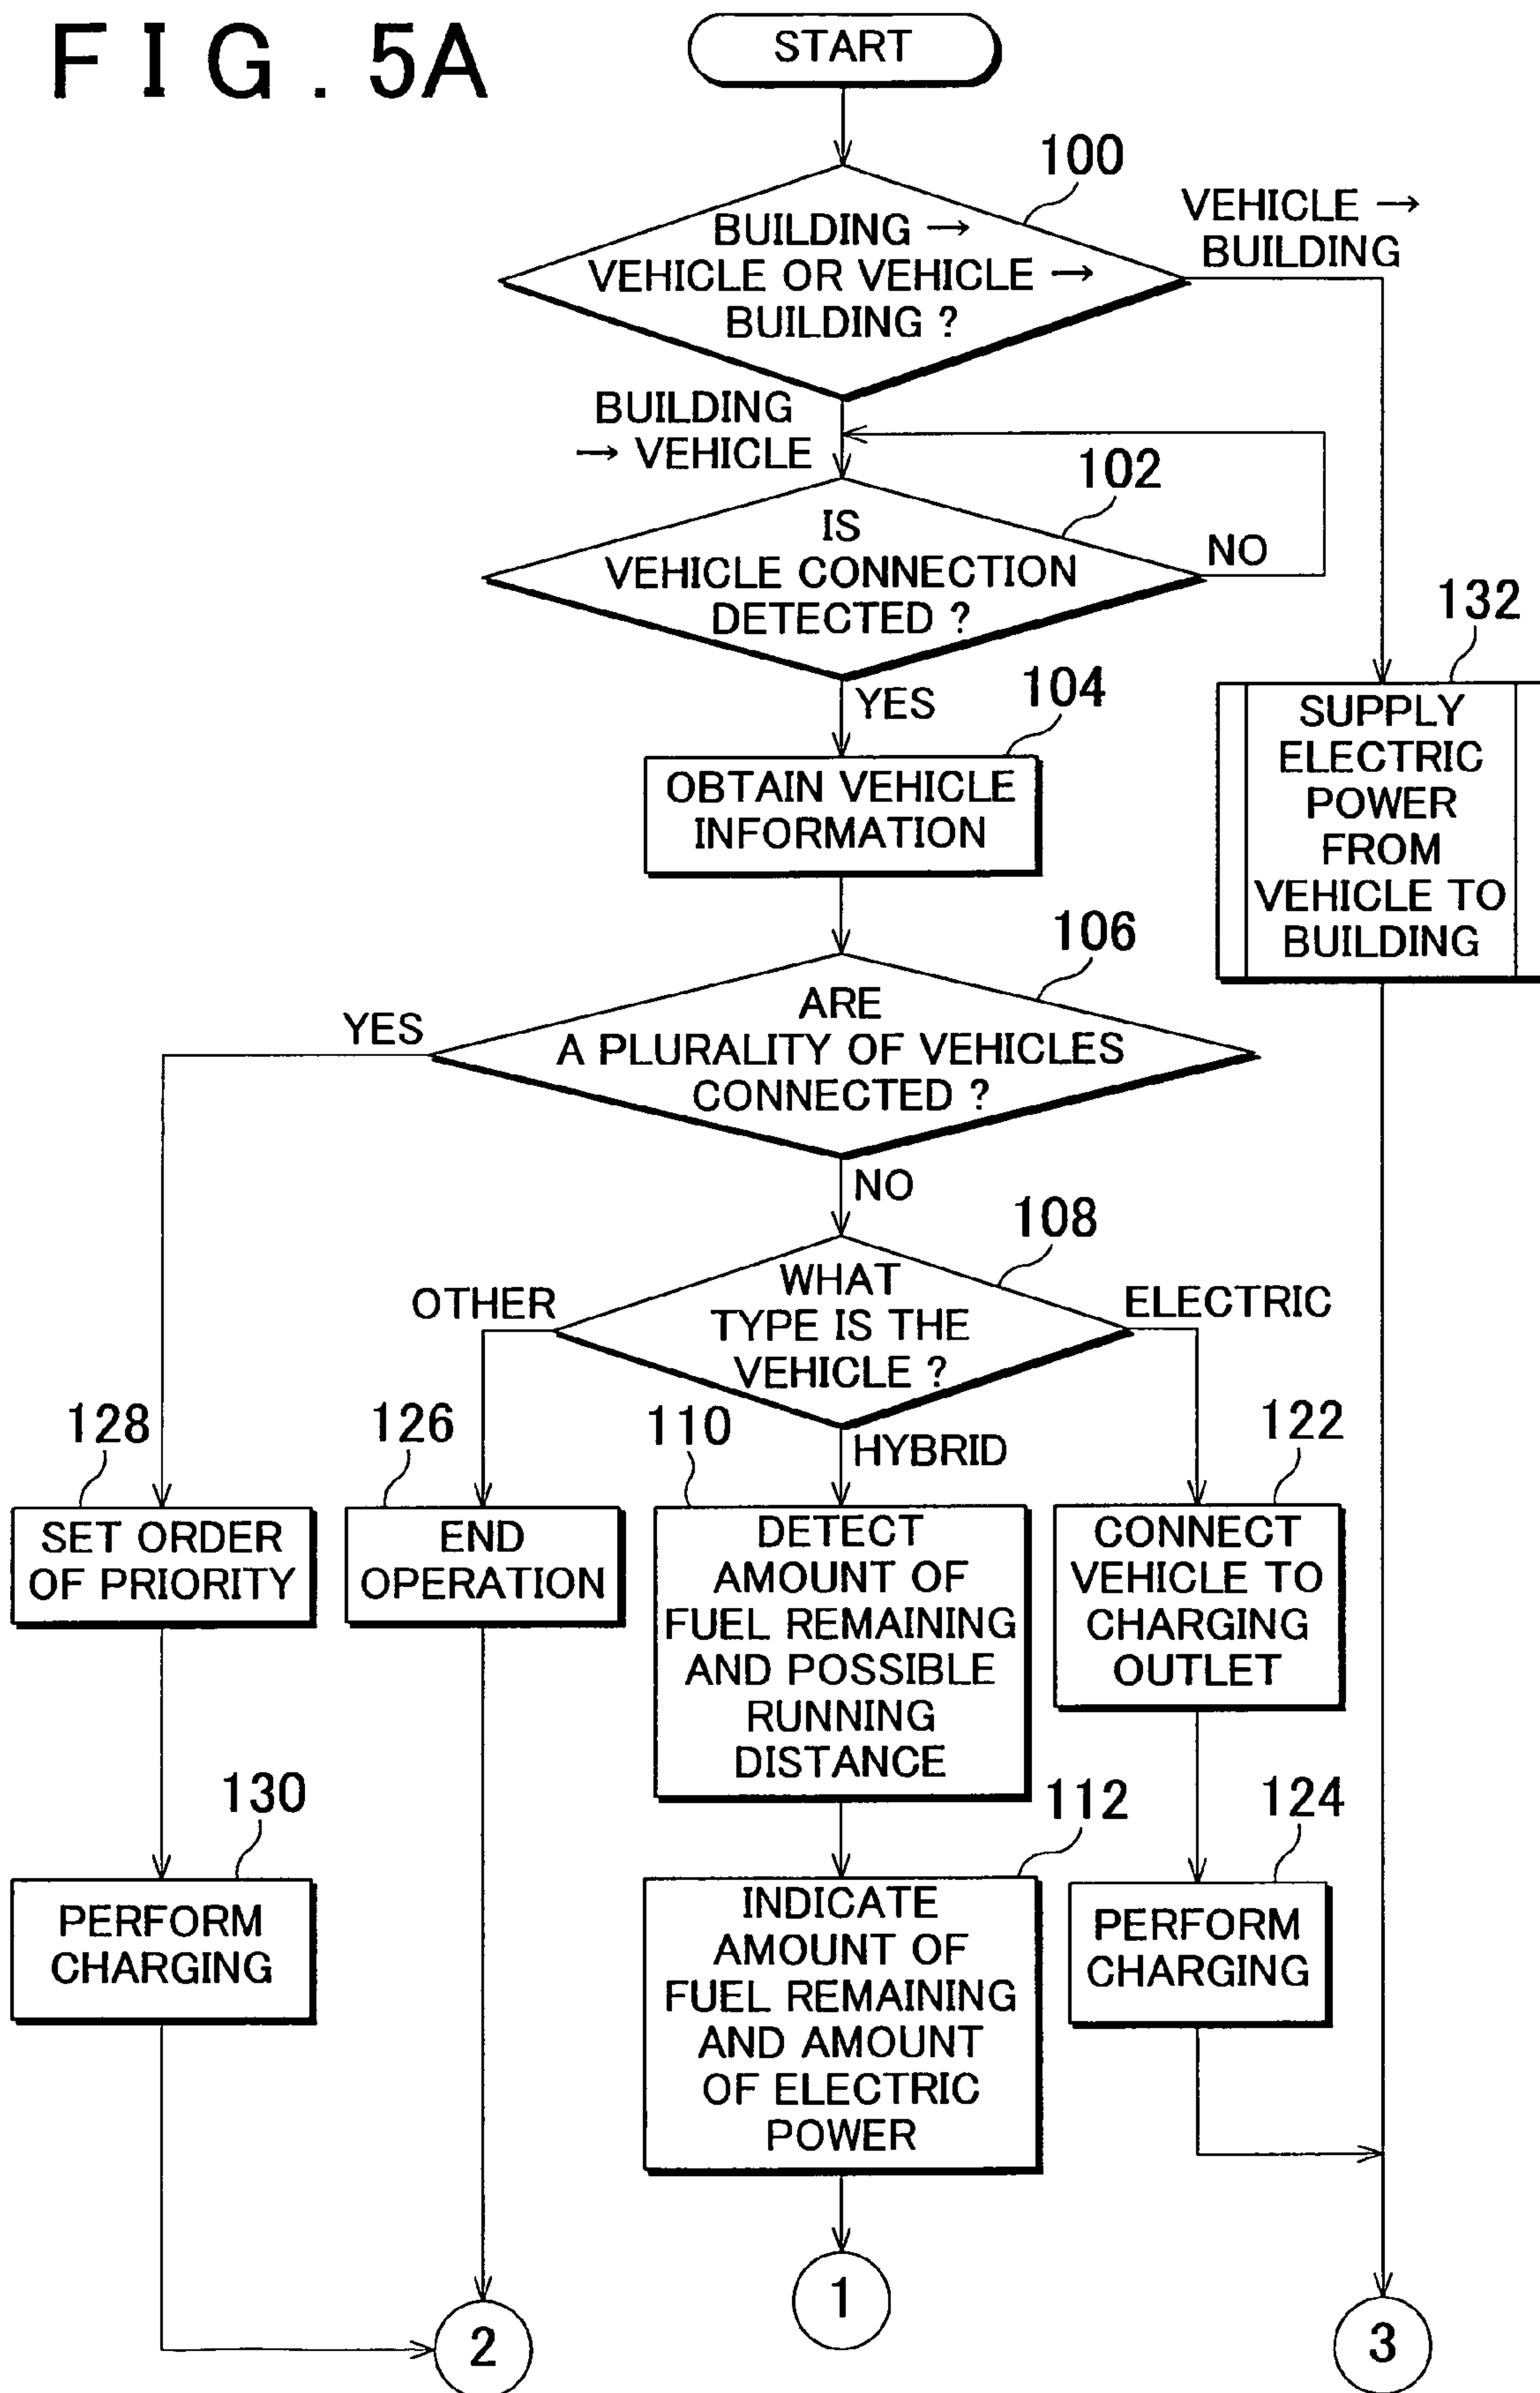 FIG. 5A
START
100
BUILDING →
VEHICLE OR VEHICLE →
BUILDING ?
VEHICLE →
BUILDING
BUILDING
→ VEHICLE
102
IS
VEHICLE CONNECTION
DETECTED ?
NO
YES
104
OBTAIN VEHICLE
INFORMATION
132
SUPPLY
ELECTRIC
POWER
FROM
VEHICLE TO
BUILDING
106
ARE
A PLURALITY OF VEHICLES
CONNECTED ?
YES
NO
108
WHAT
TYPE IS THE
VEHICLE ?
OTHER
ELECTRIC
HYBRID
128
SET ORDER
OF PRIORITY
126
END
OPERATION
110
DETECT
AMOUNT OF
FUEL REMAINING
AND POSSIBLE
RUNNING
DISTANCE
122
CONNECT
VEHICLE TO
CHARGING
OUTLET
130
PERFORM
CHARGING
112
INDICATE
AMOUNT OF
FUEL REMAINING
AND AMOUNT
OF ELECTRIC
POWER
124
PERFORM
CHARGING
1
2
3